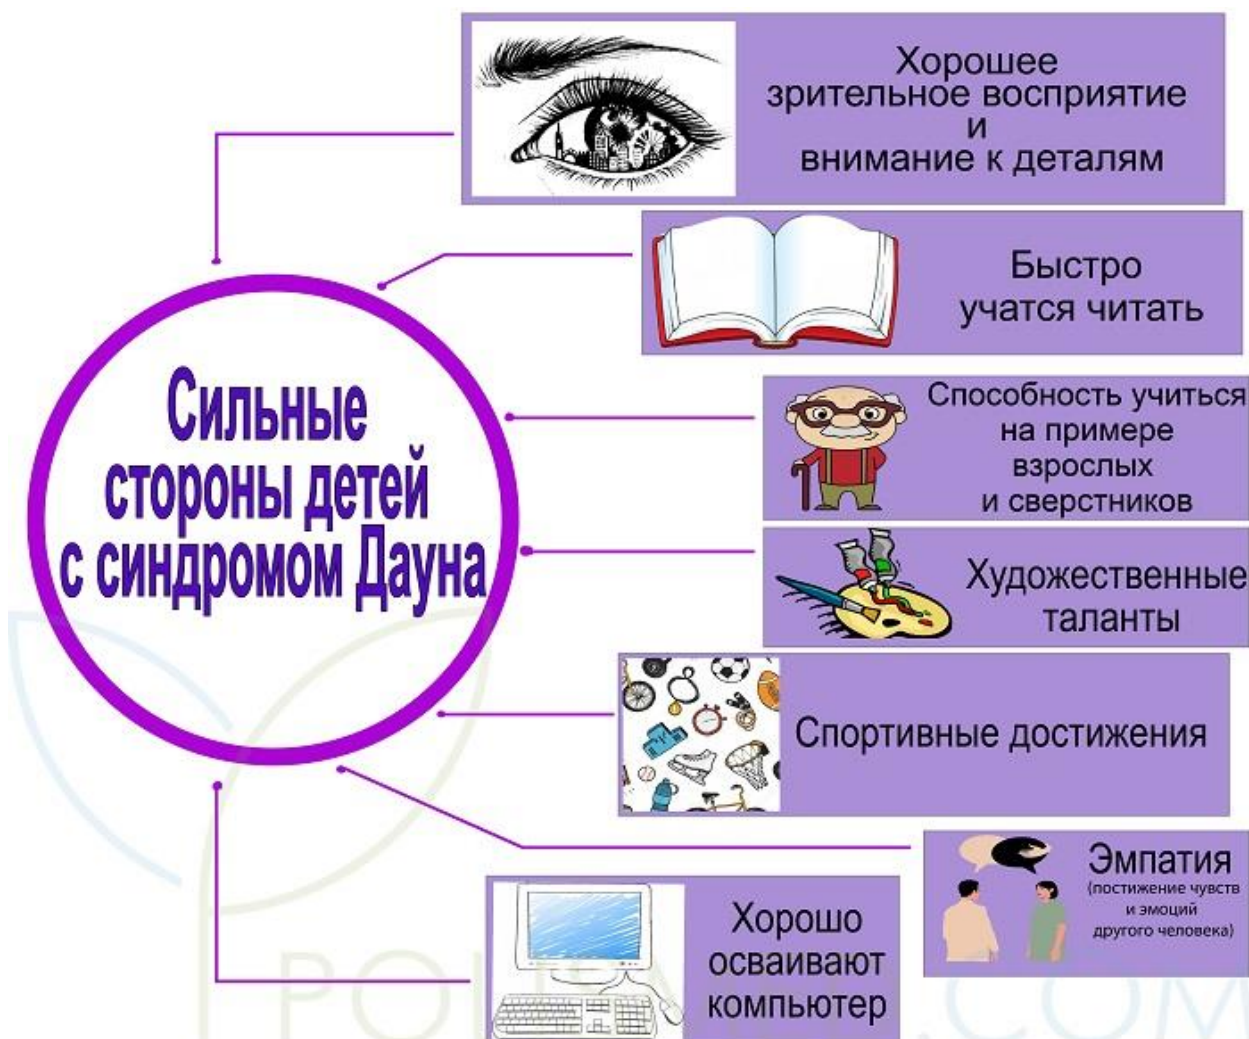 Хорошее
зрительное восприятие
и
внимание к деталям
Быстро
учатся читать
Сильные
стороны детей
с синдромом Дауна
Способность учиться
на примере
взрослых
и сверстников
Художественные
таланты
Спортивные достижения
Эмпатия
(постижение чувств
и эмоций
другого человека)
Хорошо
осваивают
компьютер